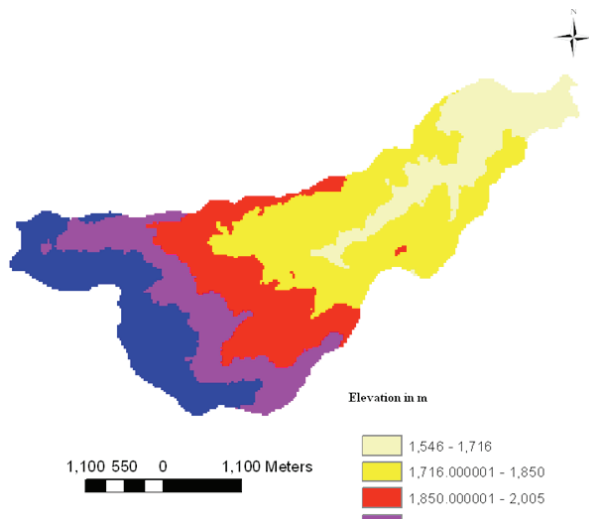 N
Elevation in m
1,546 - 1,716
1,716.000001 - 1,850
1,850.000001 - 2,005
1,100 550 0 1,100 Meters